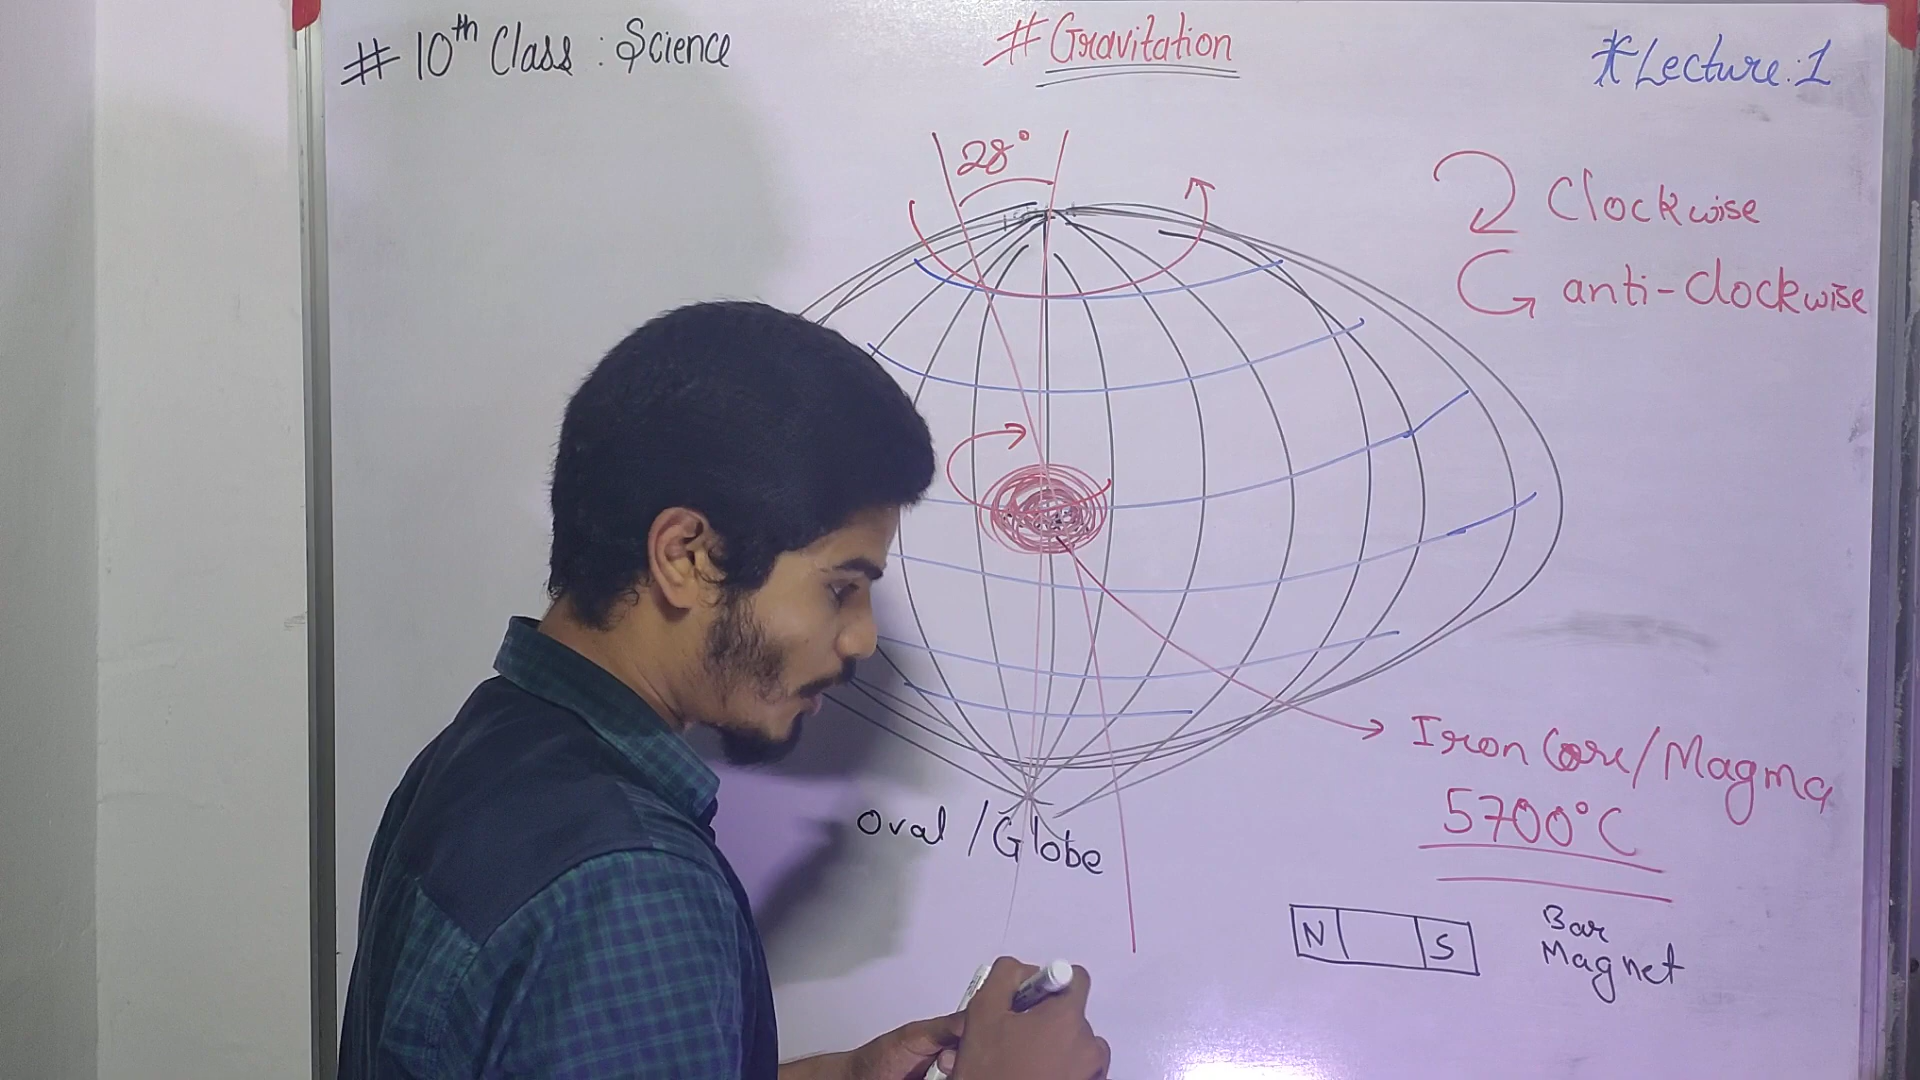 # 10th Class : Science
# Gravitation
* Lecture : 1
28°
Clockwise
anti-clockwise
Iron Core/Magma
5700°C
Oval / Globe
N S
Bar
Magnet